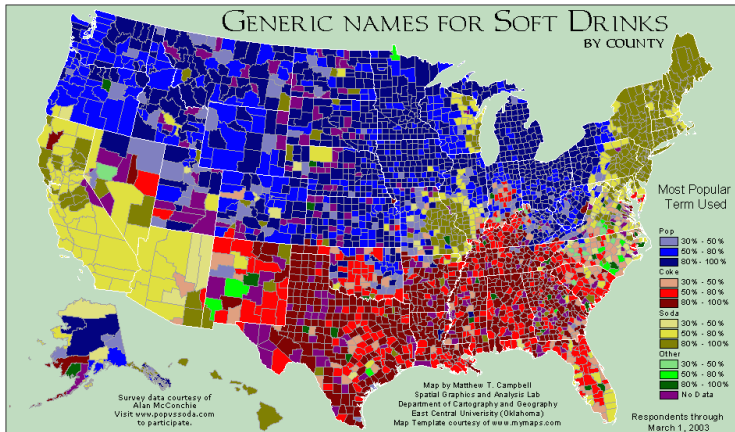 GENERIC NAMES FOR SOFT DRINKS
BY COUNTY
Most Popular
Term Used
Pop
30% - 50%
50% - 80%
80% - 100%
Coke
30% - 50%
50% - 80%
80% - 100%
Soda
30% - 50%
50% - 80%
80% - 100%
Other
30% - 50%
50% - 80%
80% - 100%
No Data
Survey data courtesy of
Alan McConchie
Visit www.popvssoda.com
to participate.
Map by Matthew T. Campbell
Spatial Graphics and Analysis Lab
Department of Cartography and Geography
East Central Univerisity (Oklahoma)
Map Template courtesy of www.mymaps.com
Respondents through
March 1, 2003